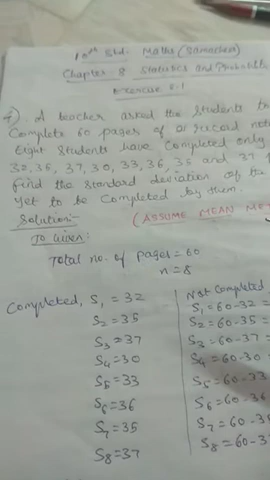 10th Std. Maths (Samacheer
Chapter - 8 Statistics and Probabili
Exercise 8.1
A teacher asked the students to
Complete 60 pages of a record note
Eight Students have Completed only
32, 35, 37, 30, 33, 36, 35 and 37
Find the Standard deviation of the
yet to be Completed by them.
Solution:- (ASSUME MEAN ME
To Given:
Total no. of pages = 60
n = 8
Completed, S1 = 32
S2 = 35
S3 = 37
S4 = 30
S5 = 33
S6 = 36
S7 = 35
S8 = 37
Not Completed
S1 = 60-32 =
S2 = 60-35 =
S3 = 60-37 =
S4 = 60-30
S5 = 60-33
S6 = 60-36
S7 = 60-35
S8 = 60-3